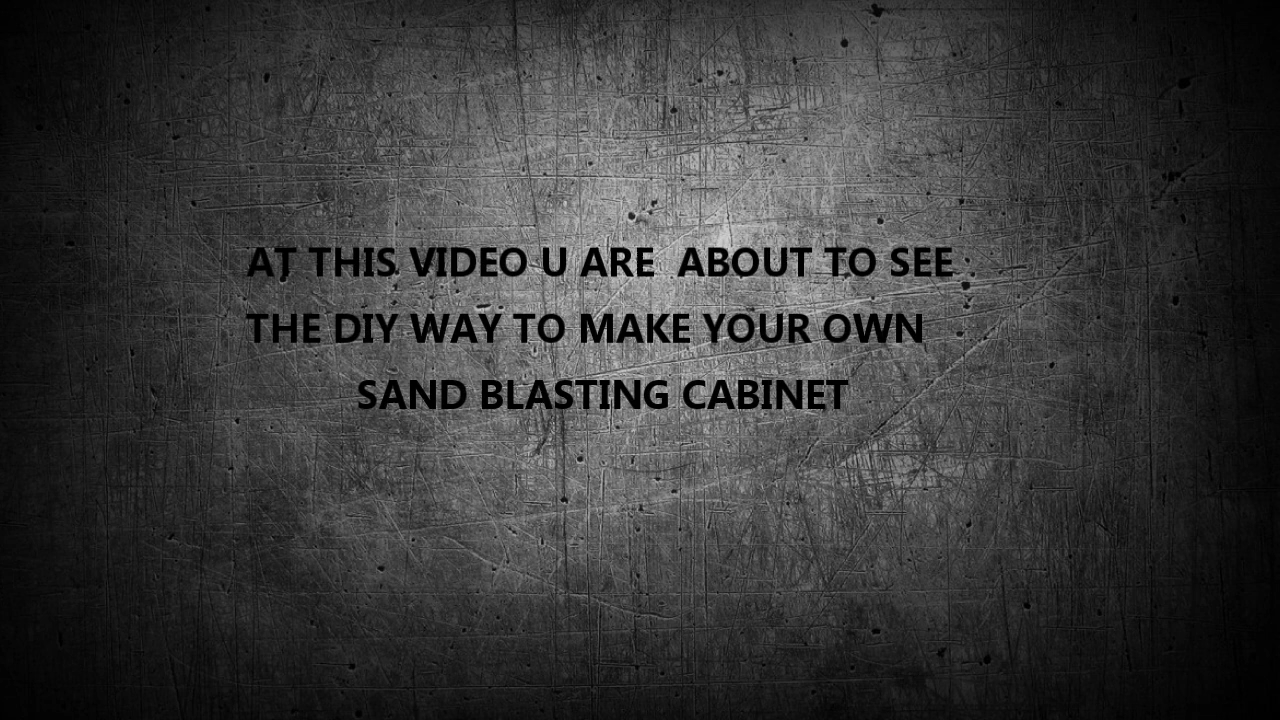 AT THIS VIDEO U ARE  ABOUT TO SEE
THE DIY WAY TO MAKE YOUR OWN
SAND BLASTING CABINET